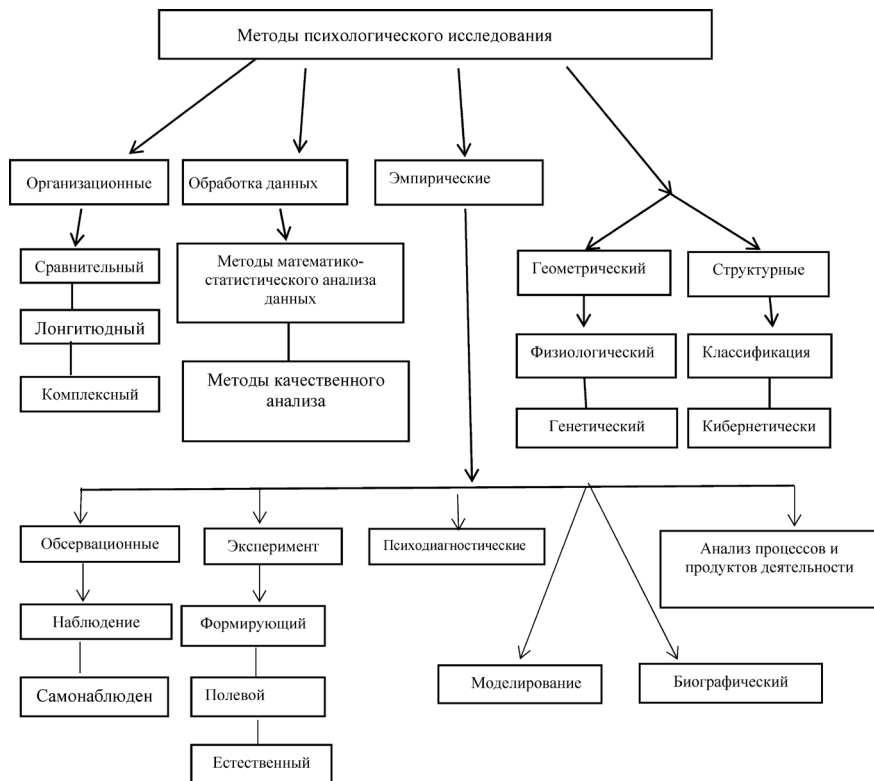 Методы психологического исследования
Организационные
Обработка данных
Эмпирические
Сравнительный
Методы математико-
статистического анализа
данных
Геометрический
Структурные
Лонгитюдный
Физиологический
Классификация
Комплексный
Методы качественного
анализа
Генетический
Кибернетически
Обсервационные
Эксперимент
Психодиагностические
Анализ процессов и
продуктов деятельности
Наблюдение
Формирующий
Самонаблюден
Полевой
Моделирование
Биографический
Естественный